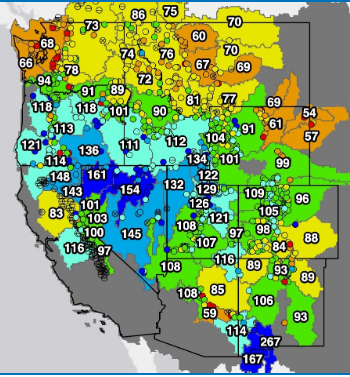 86 75
73 70
68 60
74 76 70
66 67 69
78 72
94 91 89 81 77 69
118 118 101 90 54
113 91 61
121 136 111 112 104 57
114 134 101 99
148 161 122
143 154 132 129 109 96
101 126 105
83 103 121
100 108 97 98 88
116 97 145 107 84
116 89 93
108 89
108 85 106
59 93
114
267
167